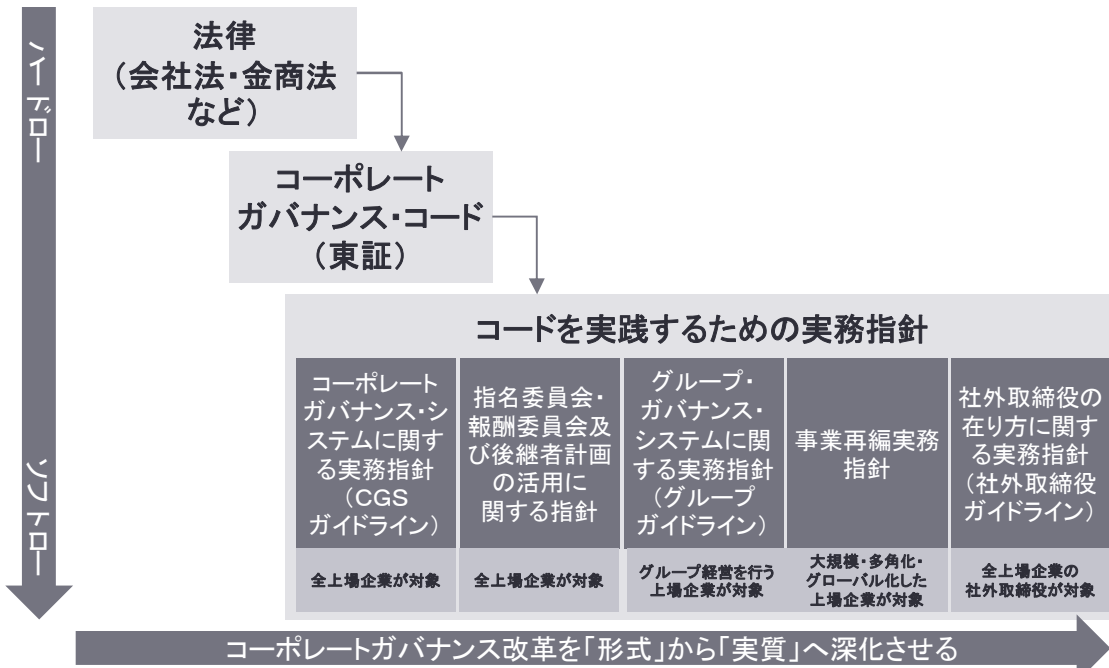 ハードロー
ソフトロー
法律
（会社法・金商法
など）
コーポレート
ガバナンス・コード
（東証）
コードを実践するための実務指針
コーポレート
ガバナンス・シ
ステムに関す
る実務指針
（CGS
ガイドライン）
全上場企業が対象
指名委員会・
報酬委員会及
び後継者計画
の活用に
関する指針
全上場企業が対象
グループ・
ガバナンス・
システムに関
する実務指針
（グループ
ガイドライン）
グループ経営を行う
上場企業が対象
事業再編実務
指針
大規模・多角化・
グローバル化した
上場企業が対象
社外取締役の
在り方に関す
る実務指針
（社外取締役
ガイドライン）
全上場企業の
社外取締役が対象
コーポレートガバナンス改革を「形式」から「実質」へ深化させる